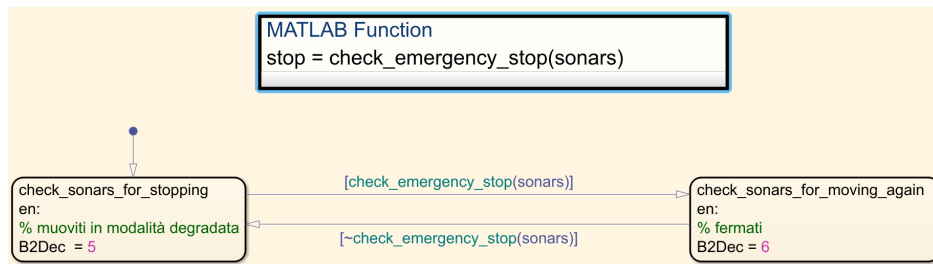 MATLAB Function
stop = check_emergency_stop(sonars)
check_sonars_for_stopping
en:
% muoviti in modalità degradata
B2Dec = 5
[check_emergency_stop(sonars)]
[~check_emergency_stop(sonars)]
check_sonars_for_moving_again
en:
% fermati
B2Dec = 6